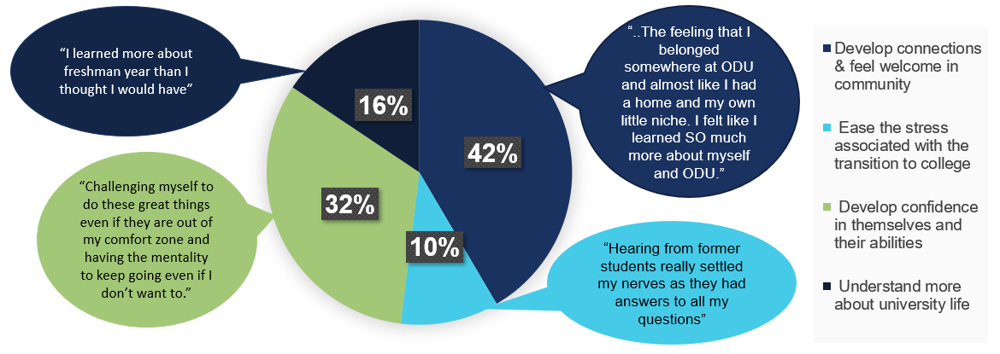 “I learned more about
freshman year than I
thought I would have”
“..The feeling that I
belonged
somewhere at ODU
and almost like I had
a home and my own
little niche. I felt like I
learned SO much
more about myself
and ODU.”
16%
42%
32%
10%
“Challenging myself to
do these great things
even if they are out of
my comfort zone and
having the mentality
to keep going even if I
don’t want to.”
“Hearing from former
students really settled
my nerves as they had
answers to all my
questions”
Develop connections
& feel welcome in
community
Ease the stress
associated with the
transition to college
Develop confidence
in themselves and
their abilities
Understand more
about university life